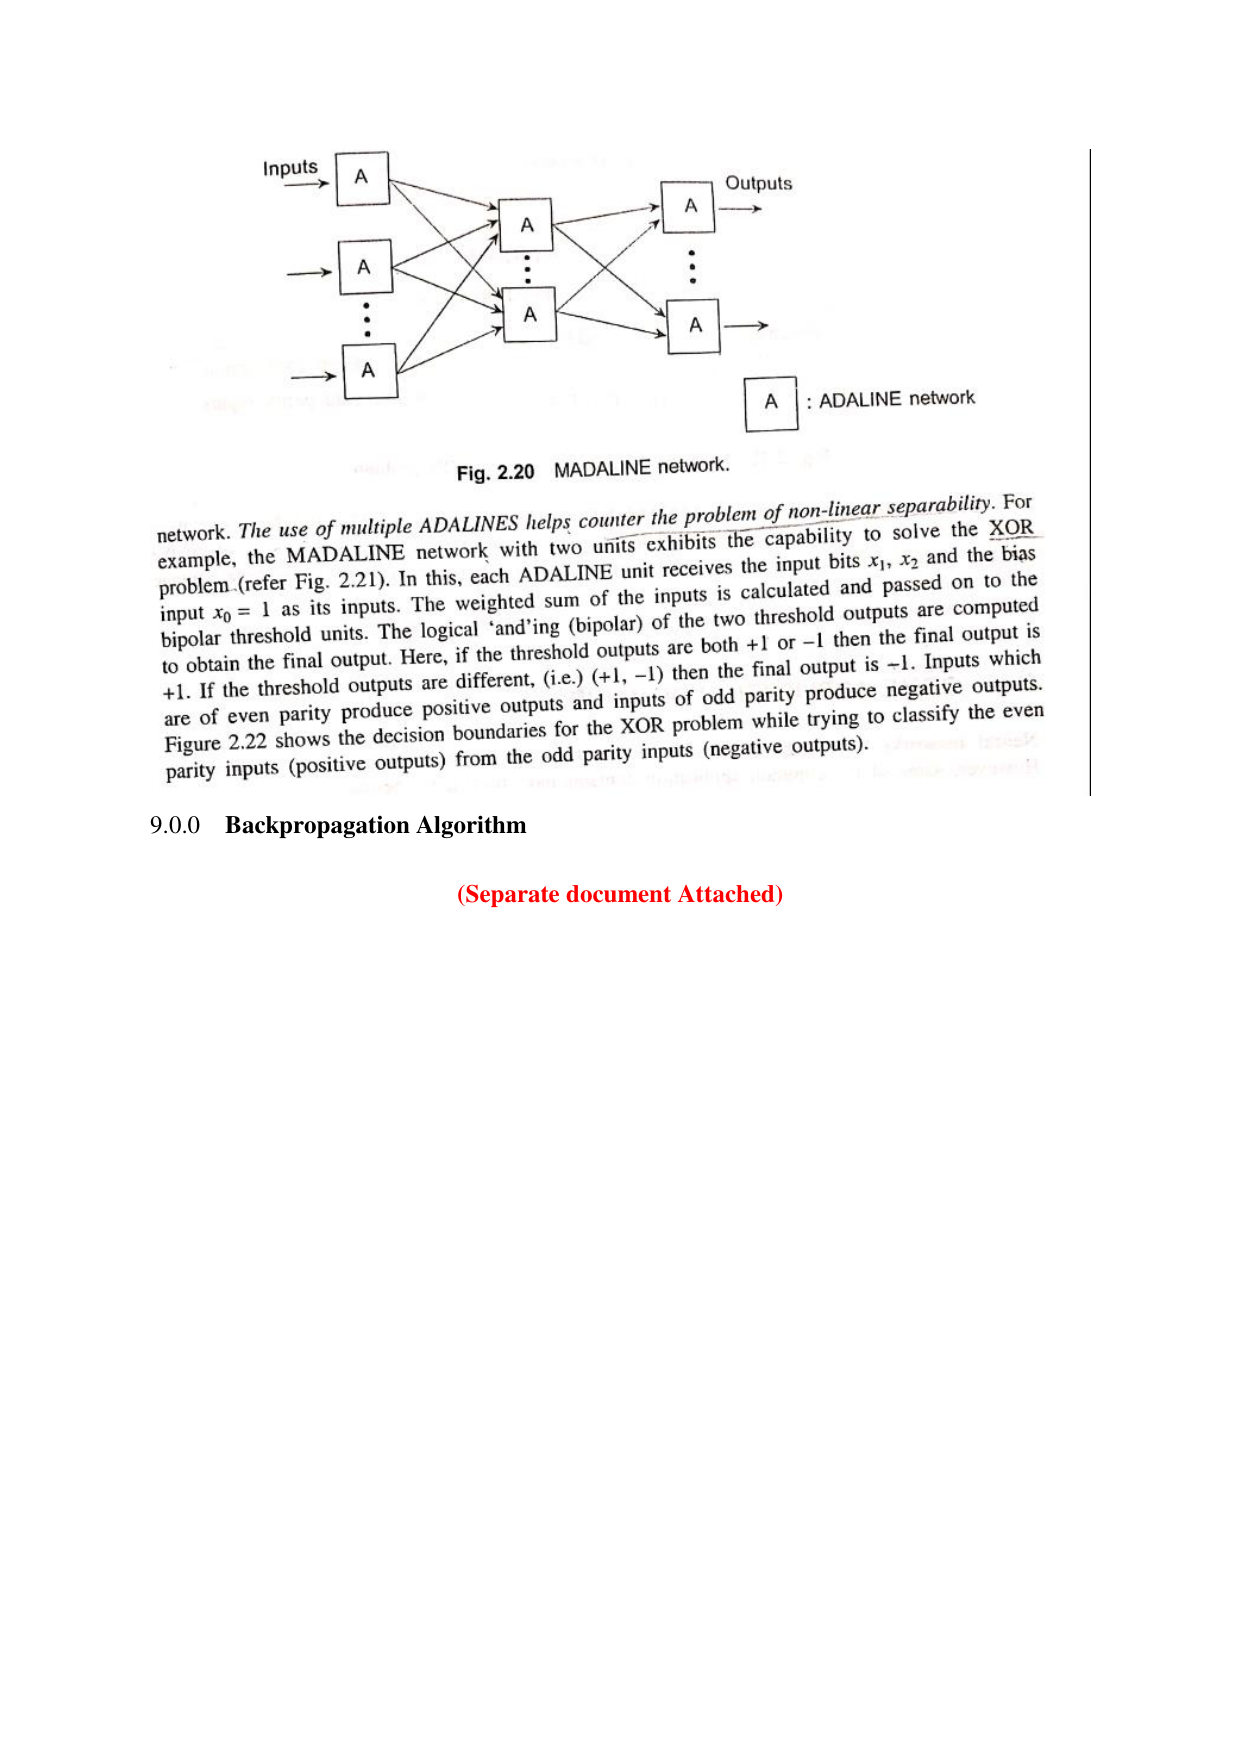 Inputs
A
A
A
A
A
A
Outputs
A
A
A : ADALINE network
Fig. 2.20 MADALINE network.
network. The use of multiple ADALINES helps counter the problem of non-linear separability. For
example, the MADALINE network with two units exhibits the capability to solve the XOR
problem (refer Fig. 2.21). In this, each ADALINE unit receives the input bits x1, x2 and the bias
input x0 = 1 as its inputs. The weighted sum of the inputs is calculated and passed on to the
bipolar threshold units. The logical 'and'ing (bipolar) of the two threshold outputs are computed
to obtain the final output. Here, if the threshold outputs are both +1 or –1 then the final output is
+1. If the threshold outputs are different, (i.e.) (+1, –1) then the final output is –1. Inputs which
are of even parity produce positive outputs and inputs of odd parity produce negative outputs.
Figure 2.22 shows the decision boundaries for the XOR problem while trying to classify the even
parity inputs (positive outputs) from the odd parity inputs (negative outputs).
9.0.0 Backpropagation Algorithm
(Separate document Attached)